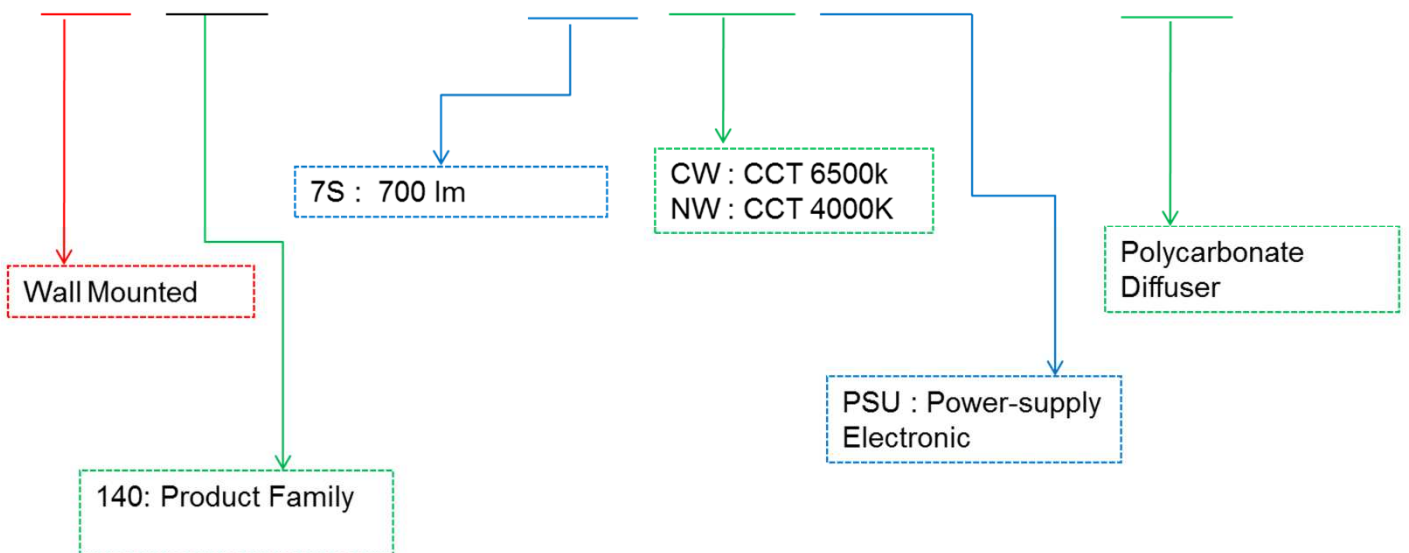 7S : 700 lm
CW : CCT 6500k
NW : CCT 4000K
Polycarbonate
Diffuser
Wall Mounted
PSU : Power-supply
Electronic
140: Product Family